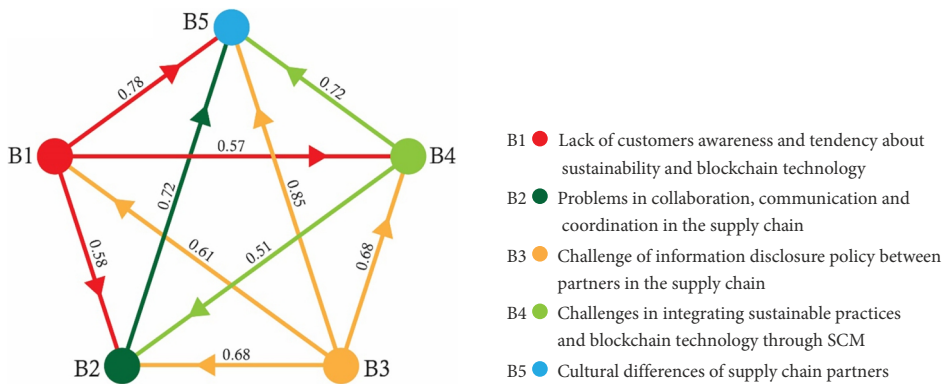 B5
0.78
0.72
B1
0.57
B4
0.72
0.85
0.58
0.61
0.51
0.68
0.68
B2
B3
B1 Lack of customers awareness and tendency about
sustainability and blockchain technology
B2 Problems in collaboration, communication and
coordination in the supply chain
B3 Challenge of information disclosure policy between
partners in the supply chain
B4 Challenges in integrating sustainable practices
and blockchain technology through SCM
B5 Cultural differences of supply chain partners